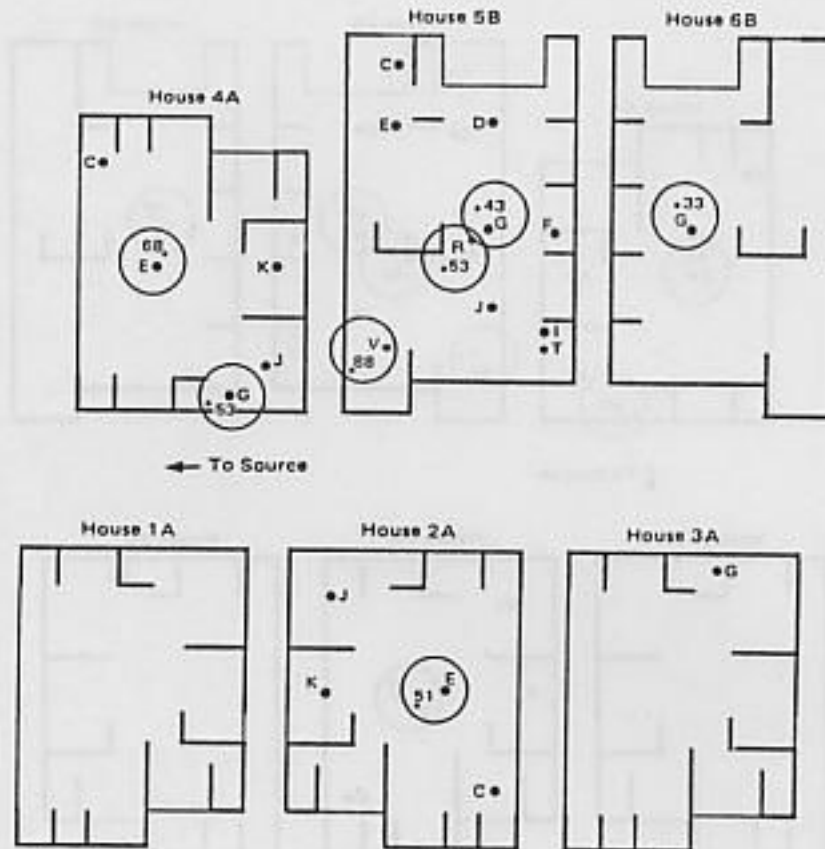 House 5B
House 6B
House 4A
C
E
D
C
43
G
F
33
G
68
E
K
R
53
J
I
T
V
88
J
G
53
To Source
House 1A
House 2A
House 3A
J
G
K
E
51
C